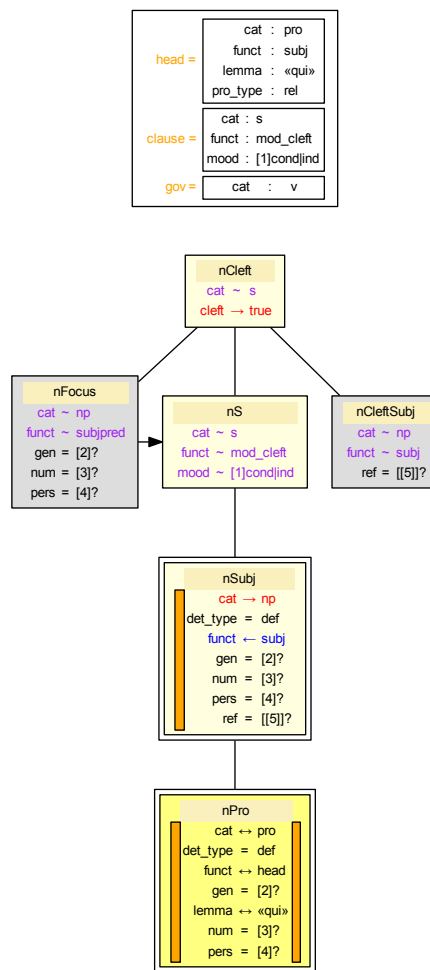 head =
cat : pro
funct : subj
lemma : «qui»
pro_type : rel
clause =
cat : s
funct : mod_cleft
mood : [1]cond|ind
gov =
cat : v
nCleft
cat ~ s
cleft → true
nFocus
cat ~ np
funct ~ subjpred
gen = [2]?
num = [3]?
pers = [4]?
nS
cat ~ s
funct ~ mod_cleft
mood ~ [1]cond|ind
nCleftSubj
cat ~ np
funct ~ subj
ref = [[5]]?
nSubj
cat → np
det_type = def
funct ← subj
gen = [2]?
num = [3]?
pers = [4]?
ref = [[5]]?
nPro
cat ↔ pro
det_type = def
funct ↔ head
gen = [2]?
lemma ↔ «qui»
num = [3]?
pers = [4]?